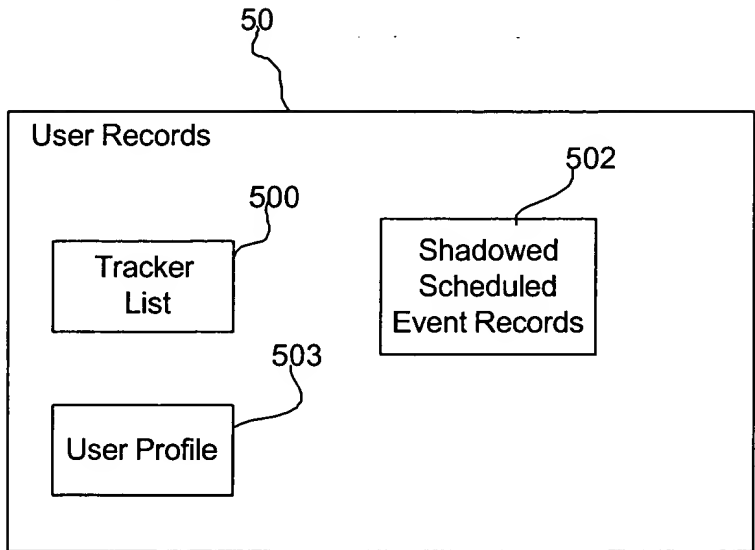 50
User Records
502
500
Shadowed
Scheduled
Event Records
Tracker
List
503
User Profile